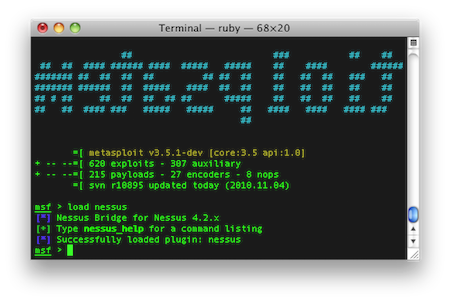 Terminal — ruby — 68×20
metasploit
=[ metasploit v3.5.1-dev [core:3.5 api:1.0]
+ -- --=[ 620 exploits - 307 auxiliary
+ -- --=[ 215 payloads - 27 encoders - 8 nops
=[ svn r10895 updated today (2010.11.04)
msf > load nessus
[*] Nessus Bridge for Nessus 4.2.x
[+] Type nessus_help for a command listing
[*] Successfully loaded plugin: nessus
msf >